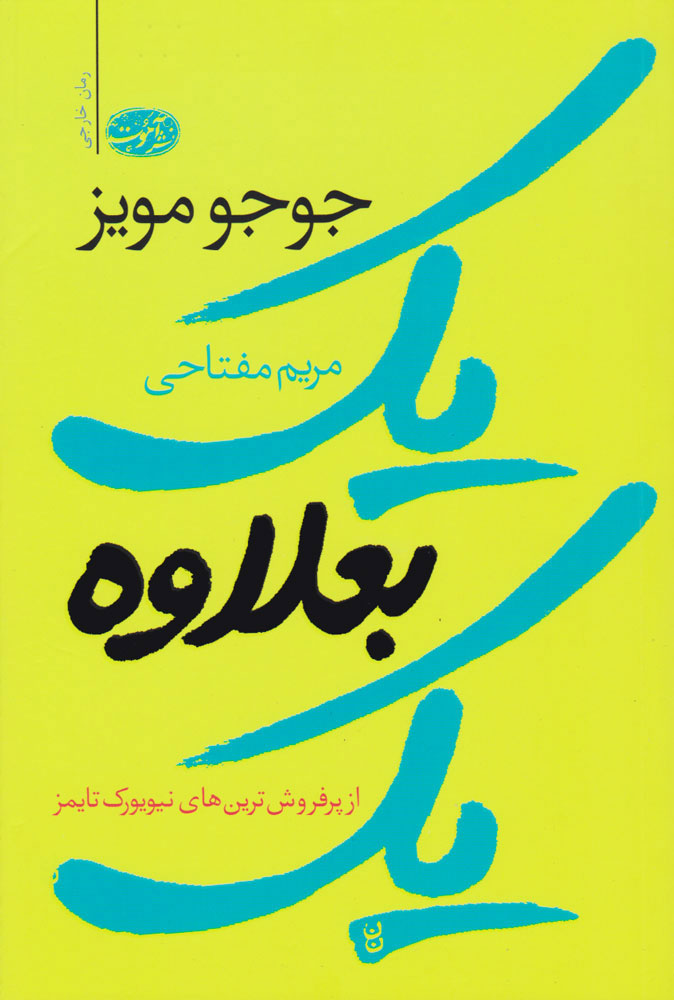 رمان خارجی
نشر آموت
جوجو مویز
یک
مریم مفتاحی
بعلاوه
یک
از پرفروش‌ترین‌های نیویورک تایمز